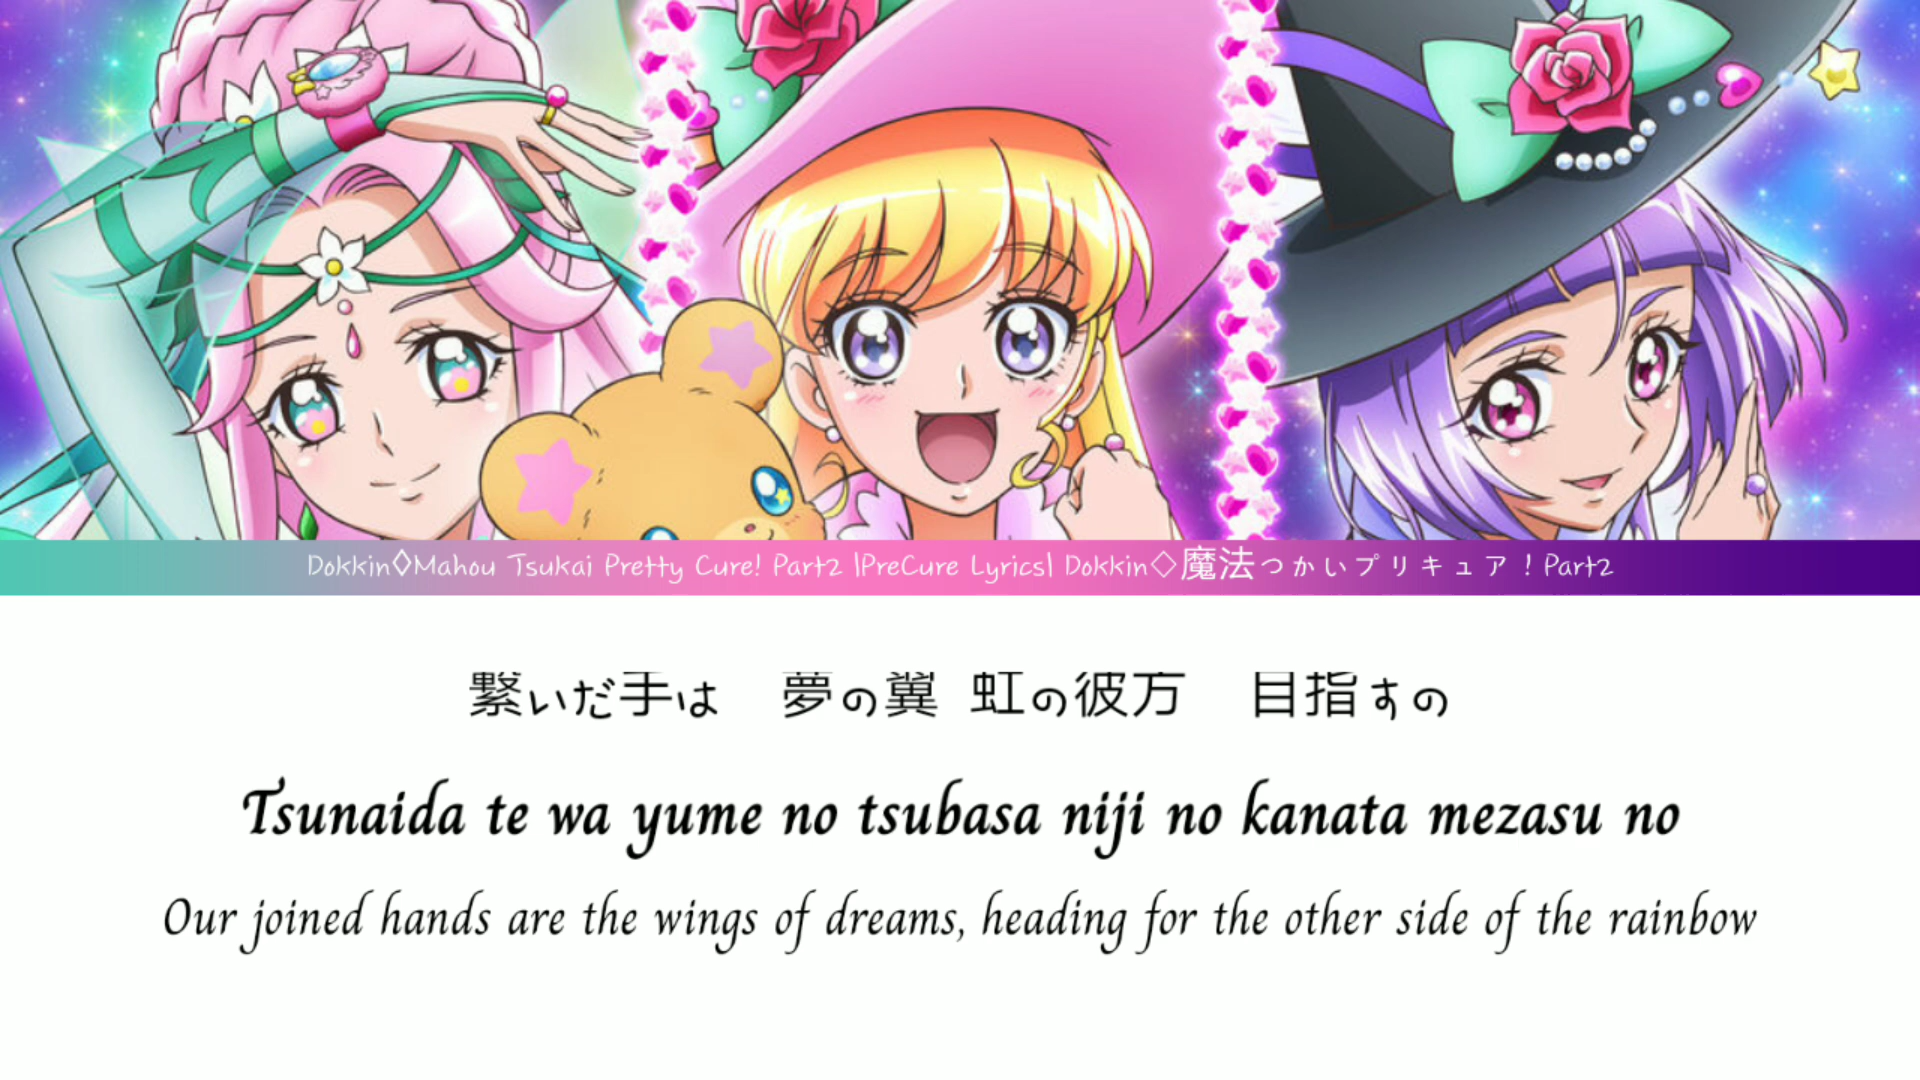 Dokkin◇Mahou Tsukai Pretty Cure! Part2 |PreCure Lyrics| Dokkin◇魔法つかいプリキュア！Part2
繋いだ手は　夢の翼 虹の彼方　目指すの
Tsunaida te wa yume no tsubasa niji no kanata mezasu no
Our joined hands are the wings of dreams, heading for the other side of the rainbow